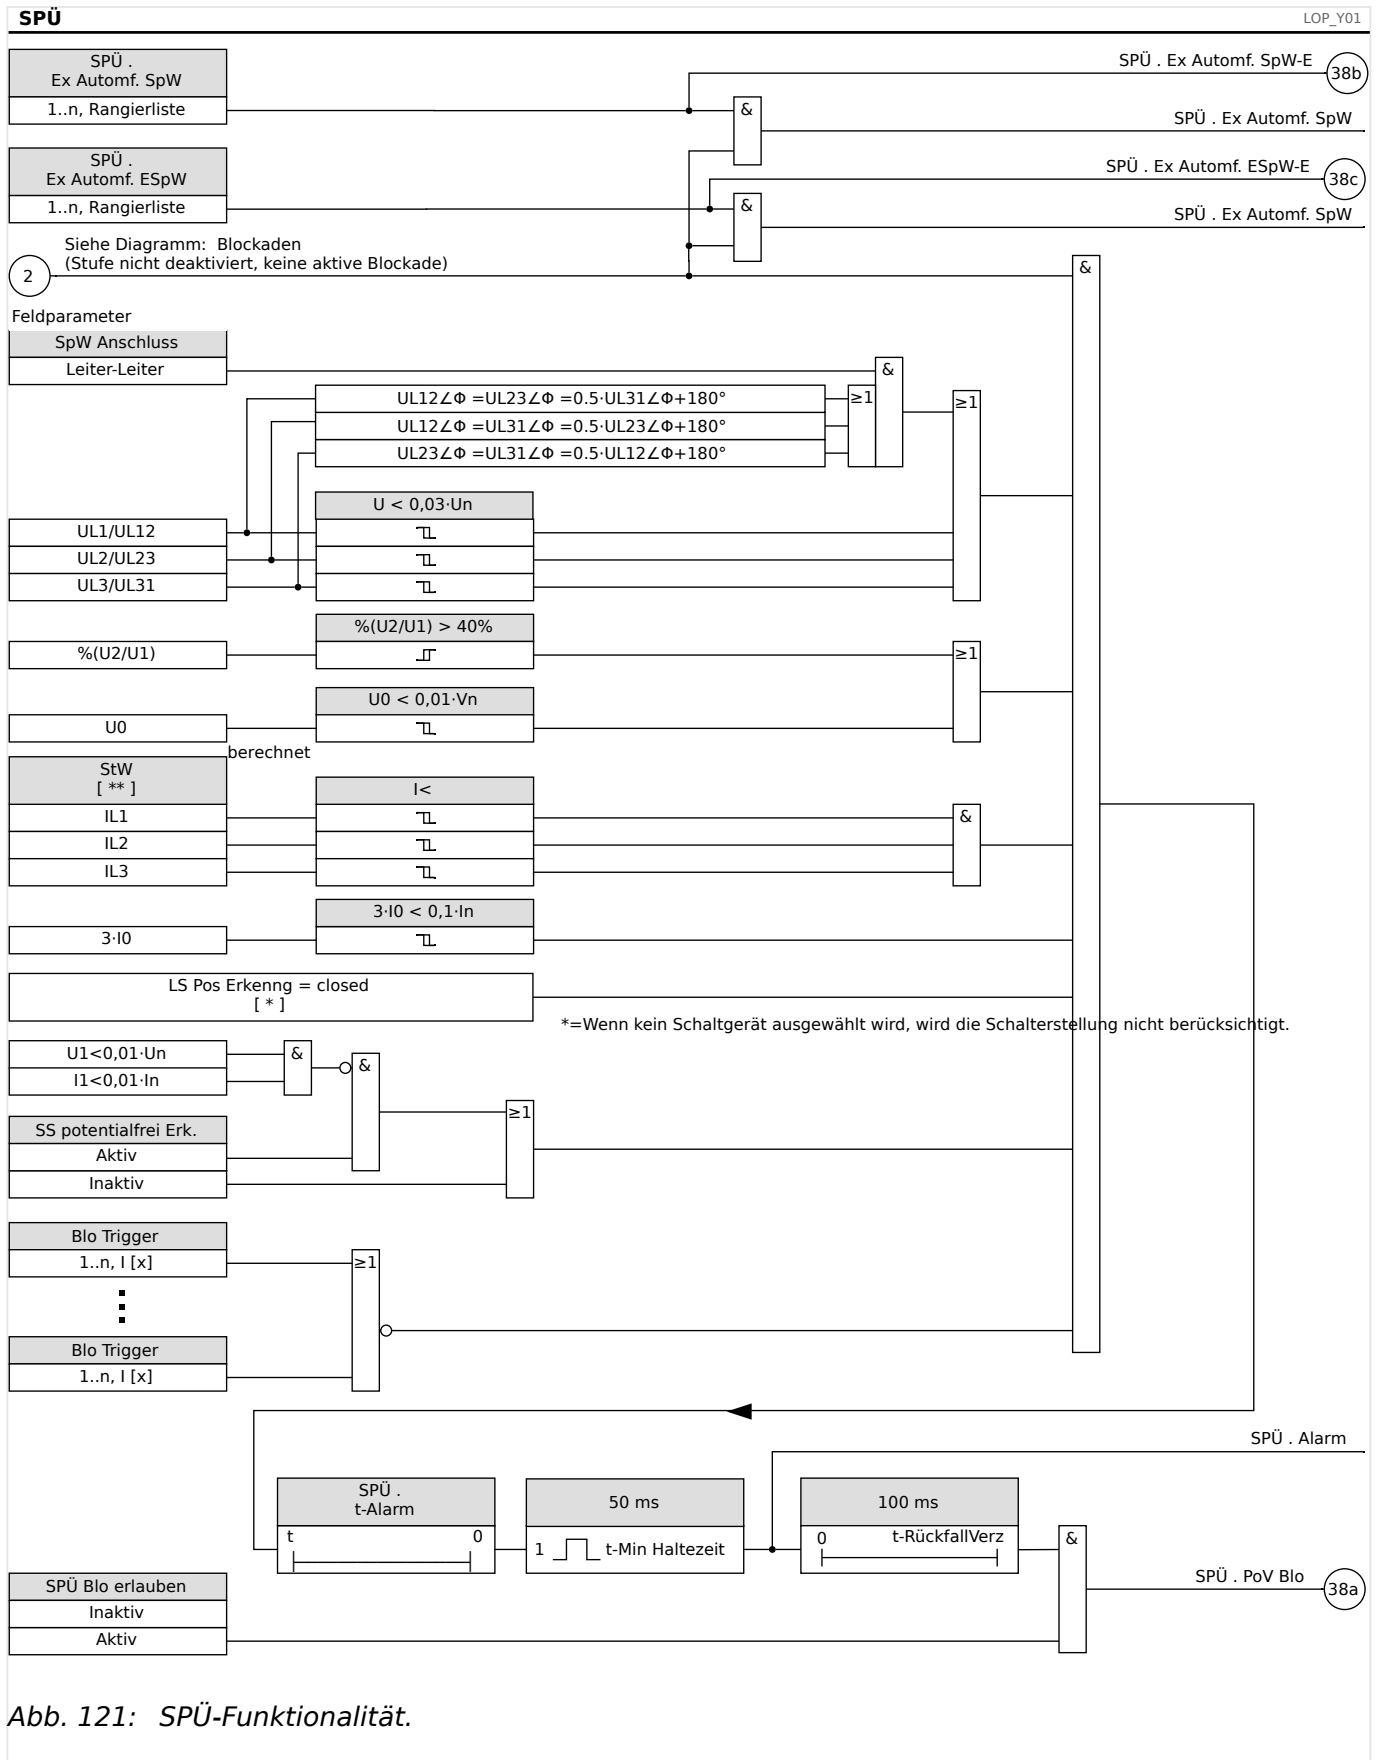 SPÜ
LOP_Y01
SPÜ .
Ex Automf. SpW
1..n, Rangierliste
SPÜ . Ex Automf. SpW-E
38b
&
SPÜ . Ex Automf. SpW
SPÜ .
Ex Automf. ESpW
1..n, Rangierliste
SPÜ . Ex Automf. ESpW-E
38c
&
SPÜ . Ex Automf. SpW
Siehe Diagramm: Blockaden
(Stufe nicht deaktiviert, keine aktive Blockade)
2
&
Feldparameter
SpW Anschluss
Leiter-Leiter
&
UL12∠Φ =UL23∠Φ =0.5·UL31∠Φ+180°
≥1
≥1
UL12∠Φ =UL31∠Φ =0.5·UL23∠Φ+180°
UL23∠Φ =UL31∠Φ =0.5·UL12∠Φ+180°
U < 0,03·Un
UL1/UL12
UL2/UL23
UL3/UL31
%(U2/U1) > 40%
%(U2/U1)
≥1
U0 < 0,01·Vn
U0
berechnet
StW
[ ** ]
I<
IL1
&
IL2
IL3
3·I0 < 0,1·In
3·I0
LS Pos Erkenng = closed
[ * ]
*=Wenn kein Schaltgerät ausgewählt wird, wird die Schalterstellung nicht berücksichtigt.
U1<0,01·Un
&
&
I1<0,01·In
≥1
SS potentialfrei Erk.
Aktiv
Inaktiv
Blo Trigger
1..n, I [x]
≥1
Blo Trigger
1..n, I [x]
SPÜ . Alarm
SPÜ .
t-Alarm
t
0
50 ms
1
t-Min Haltezeit
100 ms
0
t-RückfallVerz
&
SPÜ . PoV Blo
38a
SPÜ Blo erlauben
Inaktiv
Aktiv
Abb. 121: SPÜ-Funktionalität.